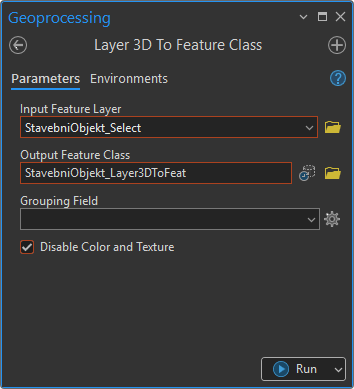 Geoprocessing
Layer 3D To Feature Class
Parameters Environments
Input Feature Layer
StavebniObjekt_Select
Output Feature Class
StavebniObjekt_Layer3DToFeat
Grouping Field
Disable Color and Texture
Run